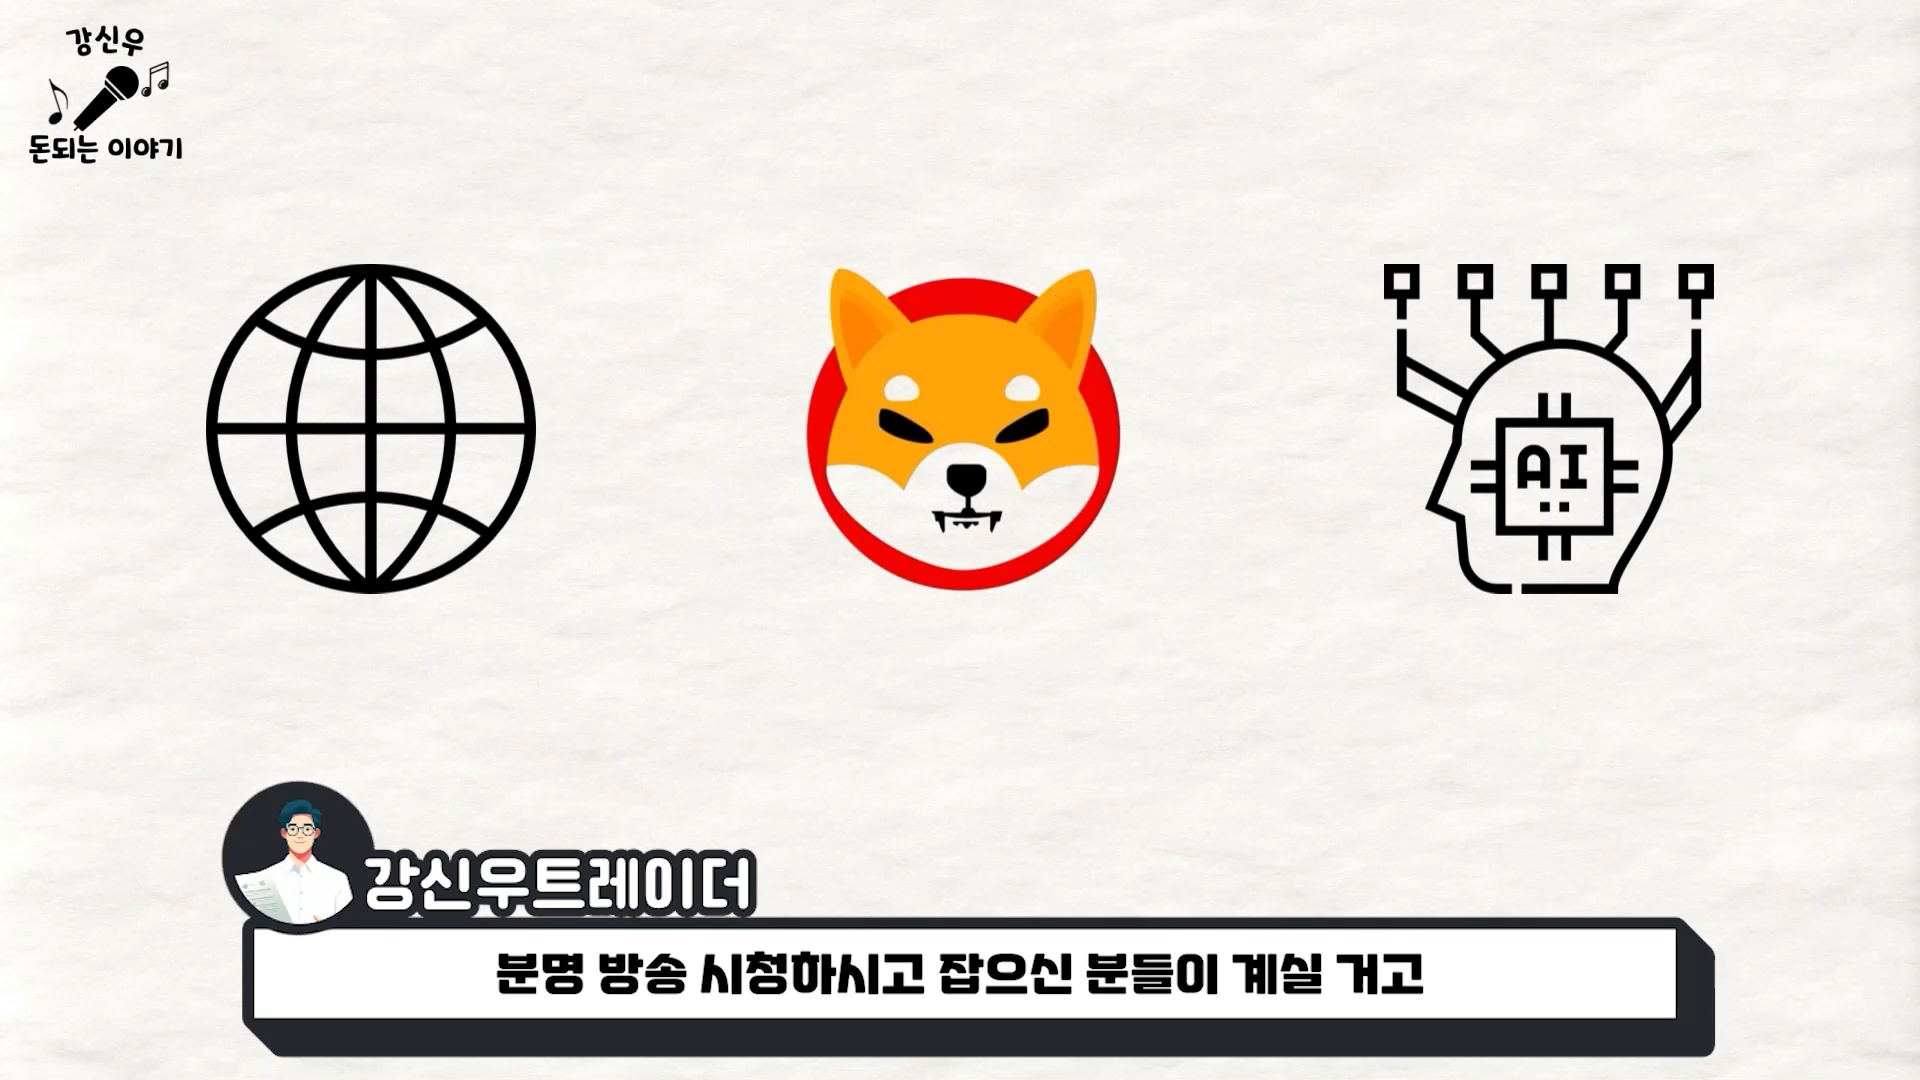 강신우
돈되는 이야기
AI
강신우트레이더
분명 방송 시청하시고 잡으신 분들이 계실 거고